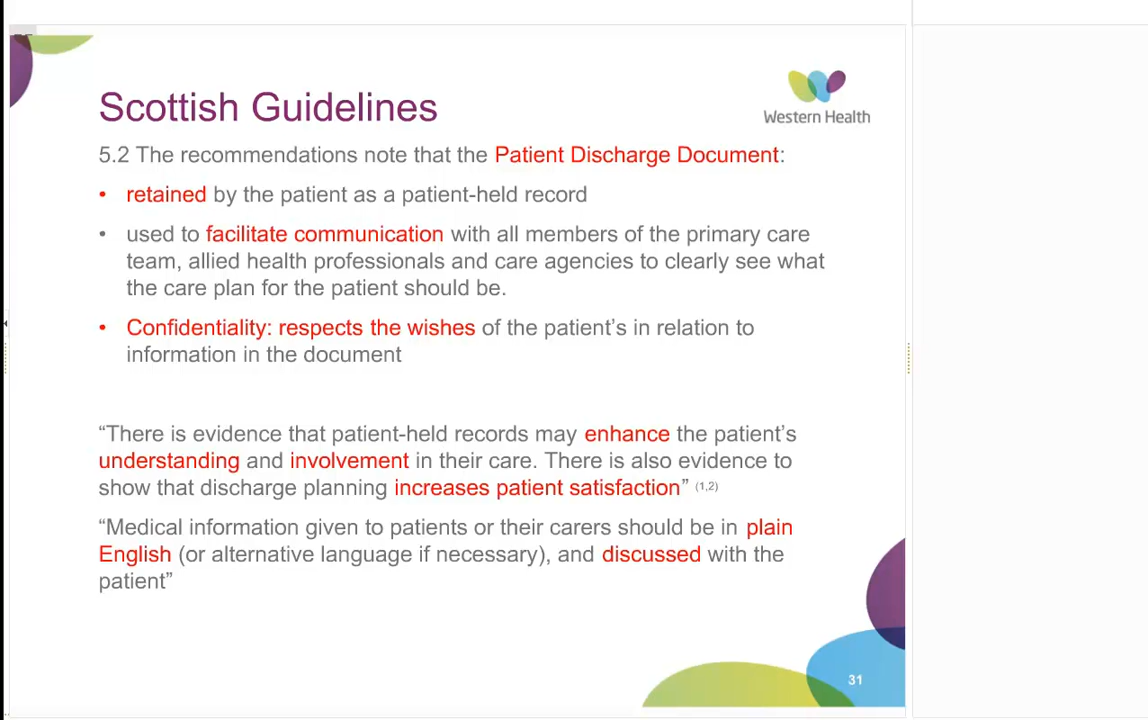 Scottish Guidelines
Western Health
5.2 The recommendations note that the Patient Discharge Document:
• retained by the patient as a patient-held record
• used to facilitate communication with all members of the primary care
team, allied health professionals and care agencies to clearly see what
the care plan for the patient should be.
• Confidentiality: respects the wishes of the patient’s in relation to
information in the document
“There is evidence that patient-held records may enhance the patient’s
understanding and involvement in their care. There is also evidence to
show that discharge planning increases patient satisfaction” (1,2)
“Medical information given to patients or their carers should be in plain
English (or alternative language if necessary), and discussed with the
patient”
31